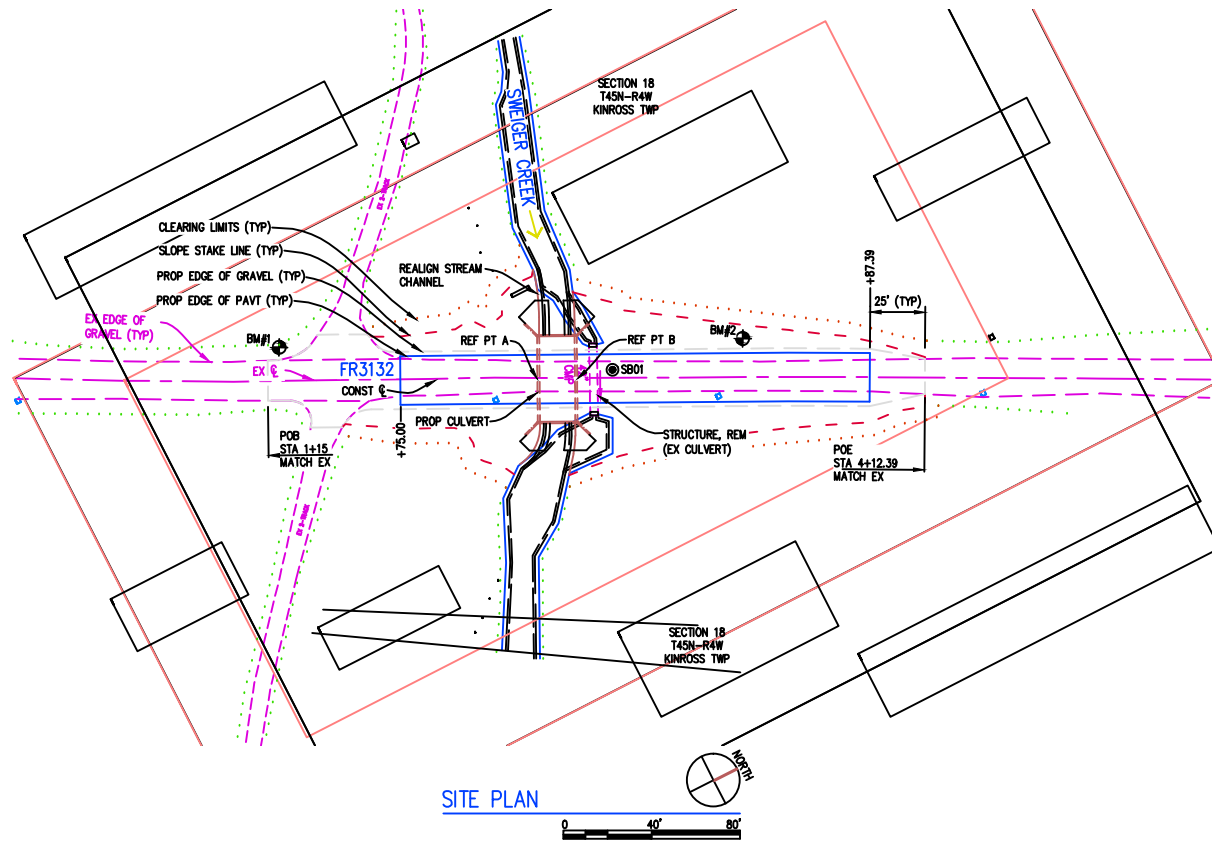 SECTION 18
T45N-R4W
KINROSS TWP
SWEIGER CREEK
CLEARING LIMITS (TYP)
SLOPE STAKE LINE (TYP)
PROP EDGE OF GRAVEL (TYP)
PROP EDGE OF PAVT (TYP)
REALIGN STREAM
CHANNEL
+87.39
25' (TYP)
EX EDGE OF
GRAVEL (TYP)
BM#1
BM#2
REF PT A
REF PT B
EX ℄
FR3132
CMP
SB01
CONST ℄
PROP CULVERT
+75.00
STRUCTURE, REM
(EX CULVERT)
POB
STA 1+15
MATCH EX
POE
STA 4+12.39
MATCH EX
SECTION 18
T45N-R4W
KINROSS TWP
NORTH
SITE PLAN
0 40' 80'